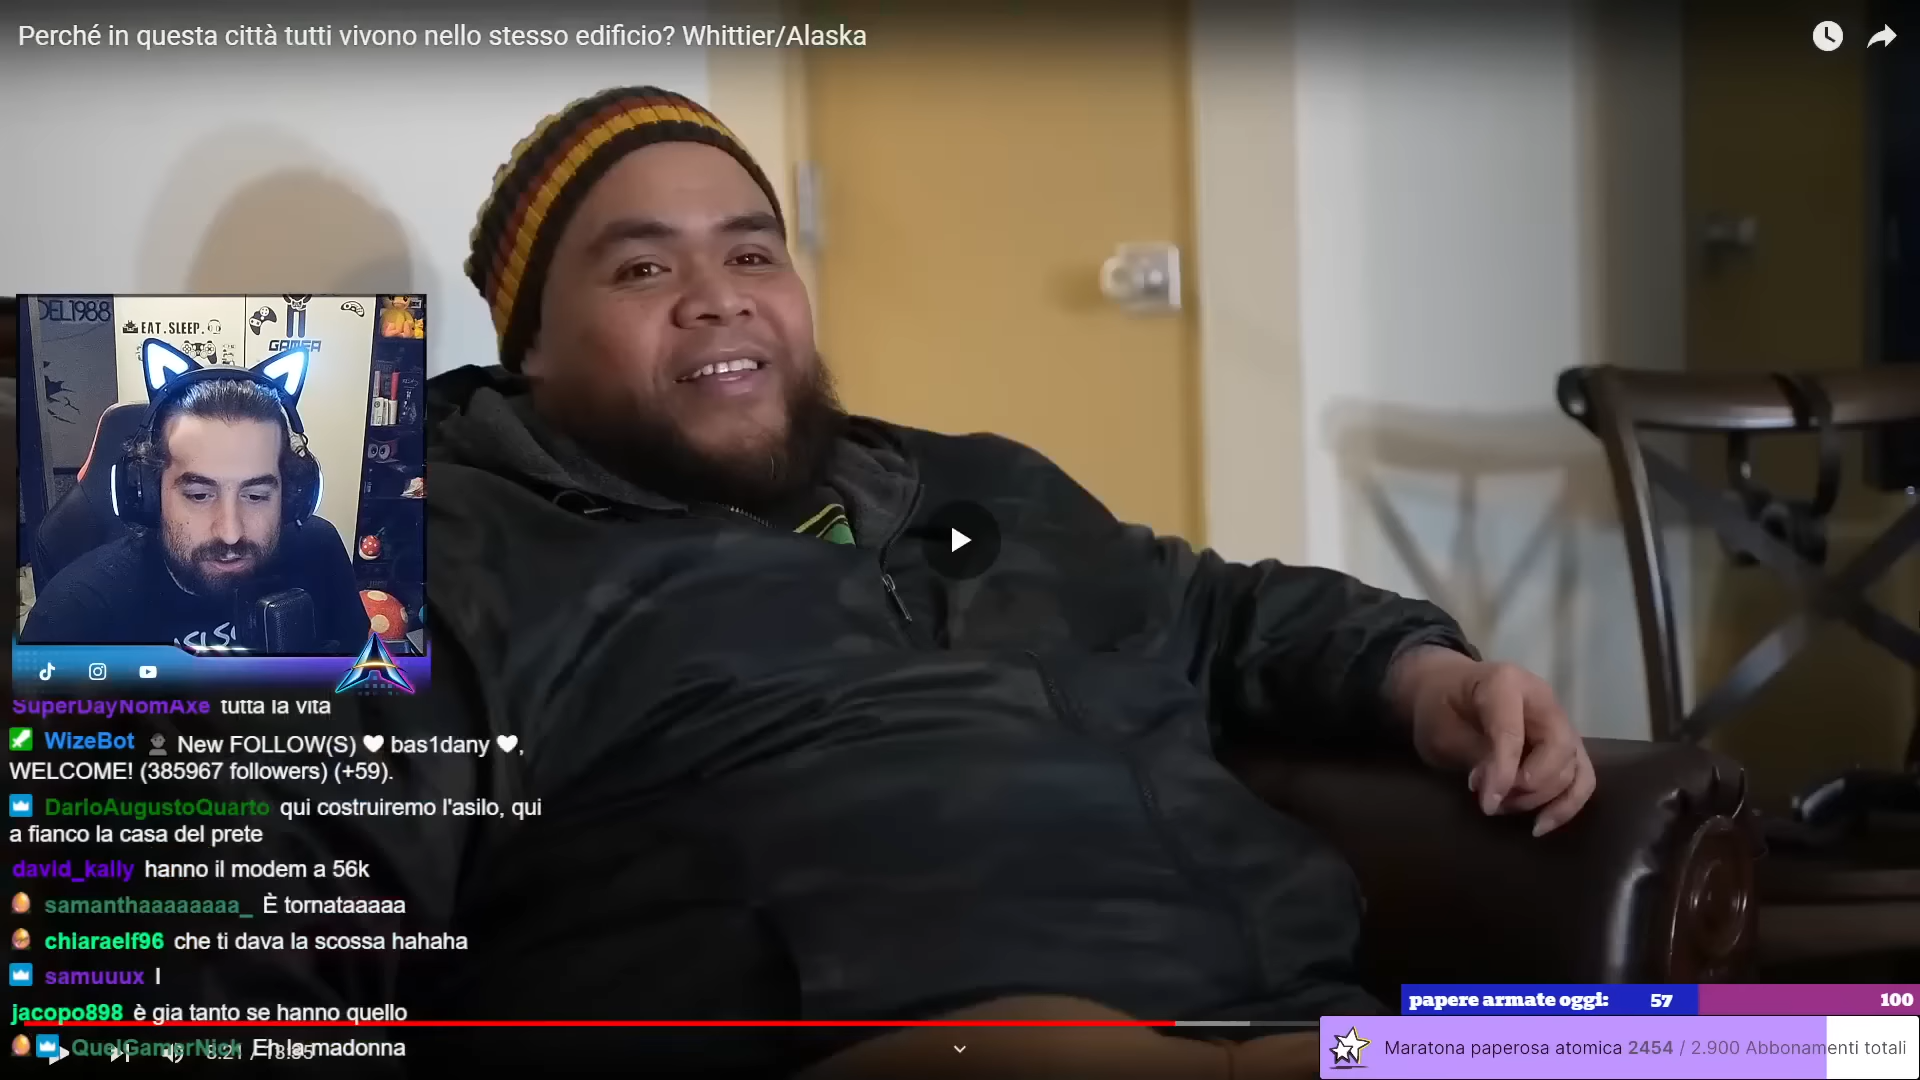 Perché in questa città tutti vivono nello stesso edificio? Whittier/Alaska
DEL1988
EAT.SLEEP.
GAMER
SuperDayNomAxe tutta la vita
WizeBot New FOLLOW(S) 🤍 bas1dany 🤍,
WELCOME! (385967 followers) (+59).
DarioAugustoQuarto qui costruiremo l'asilo, qui
a fianco la casa del prete
david_kally hanno il modem a 56k
samanthaaaaaaaa_ È tornataaaaa
chiaraelf96 che ti dava la scossa hahaha
samuuux I
jacopo898 è gia tanto se hanno quello
QuelGamerNick Eh la madonna
papere armate oggi: 57 100
Maratona paperosa atomica 2454 / 2.900 Abbonamenti totali